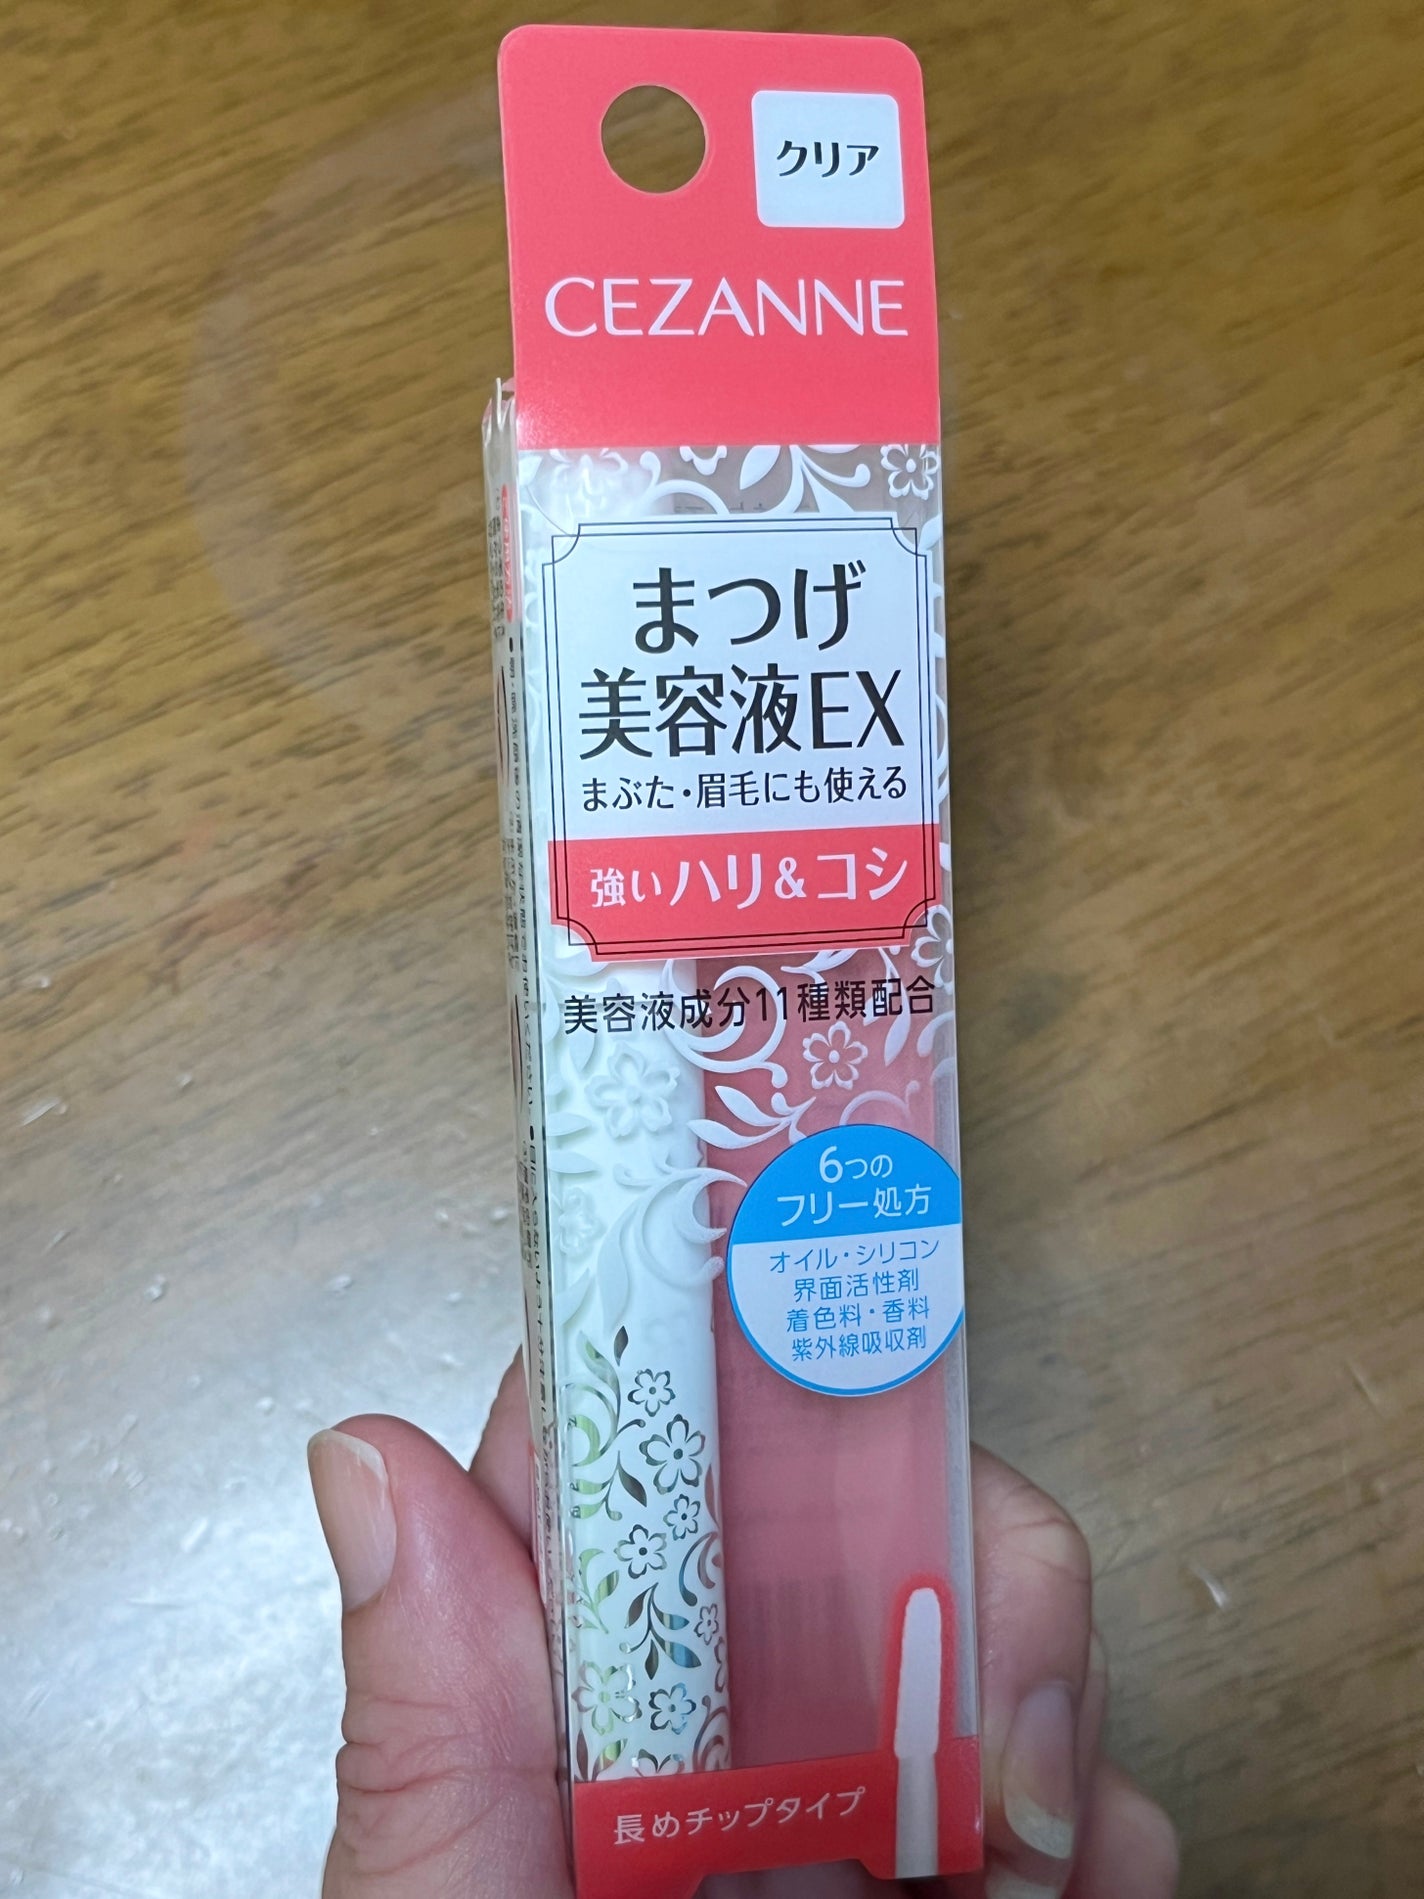 クリア
CEZANNE
まつげ
美容液EX
まぶた・眉毛にも使える
強いハリ&コシ
美容液成分11種類配合
6つの
フリー処方
オイル・シリコン
界面活性剤
着色料・香料
紫外線吸収剤
長めチップタイプ